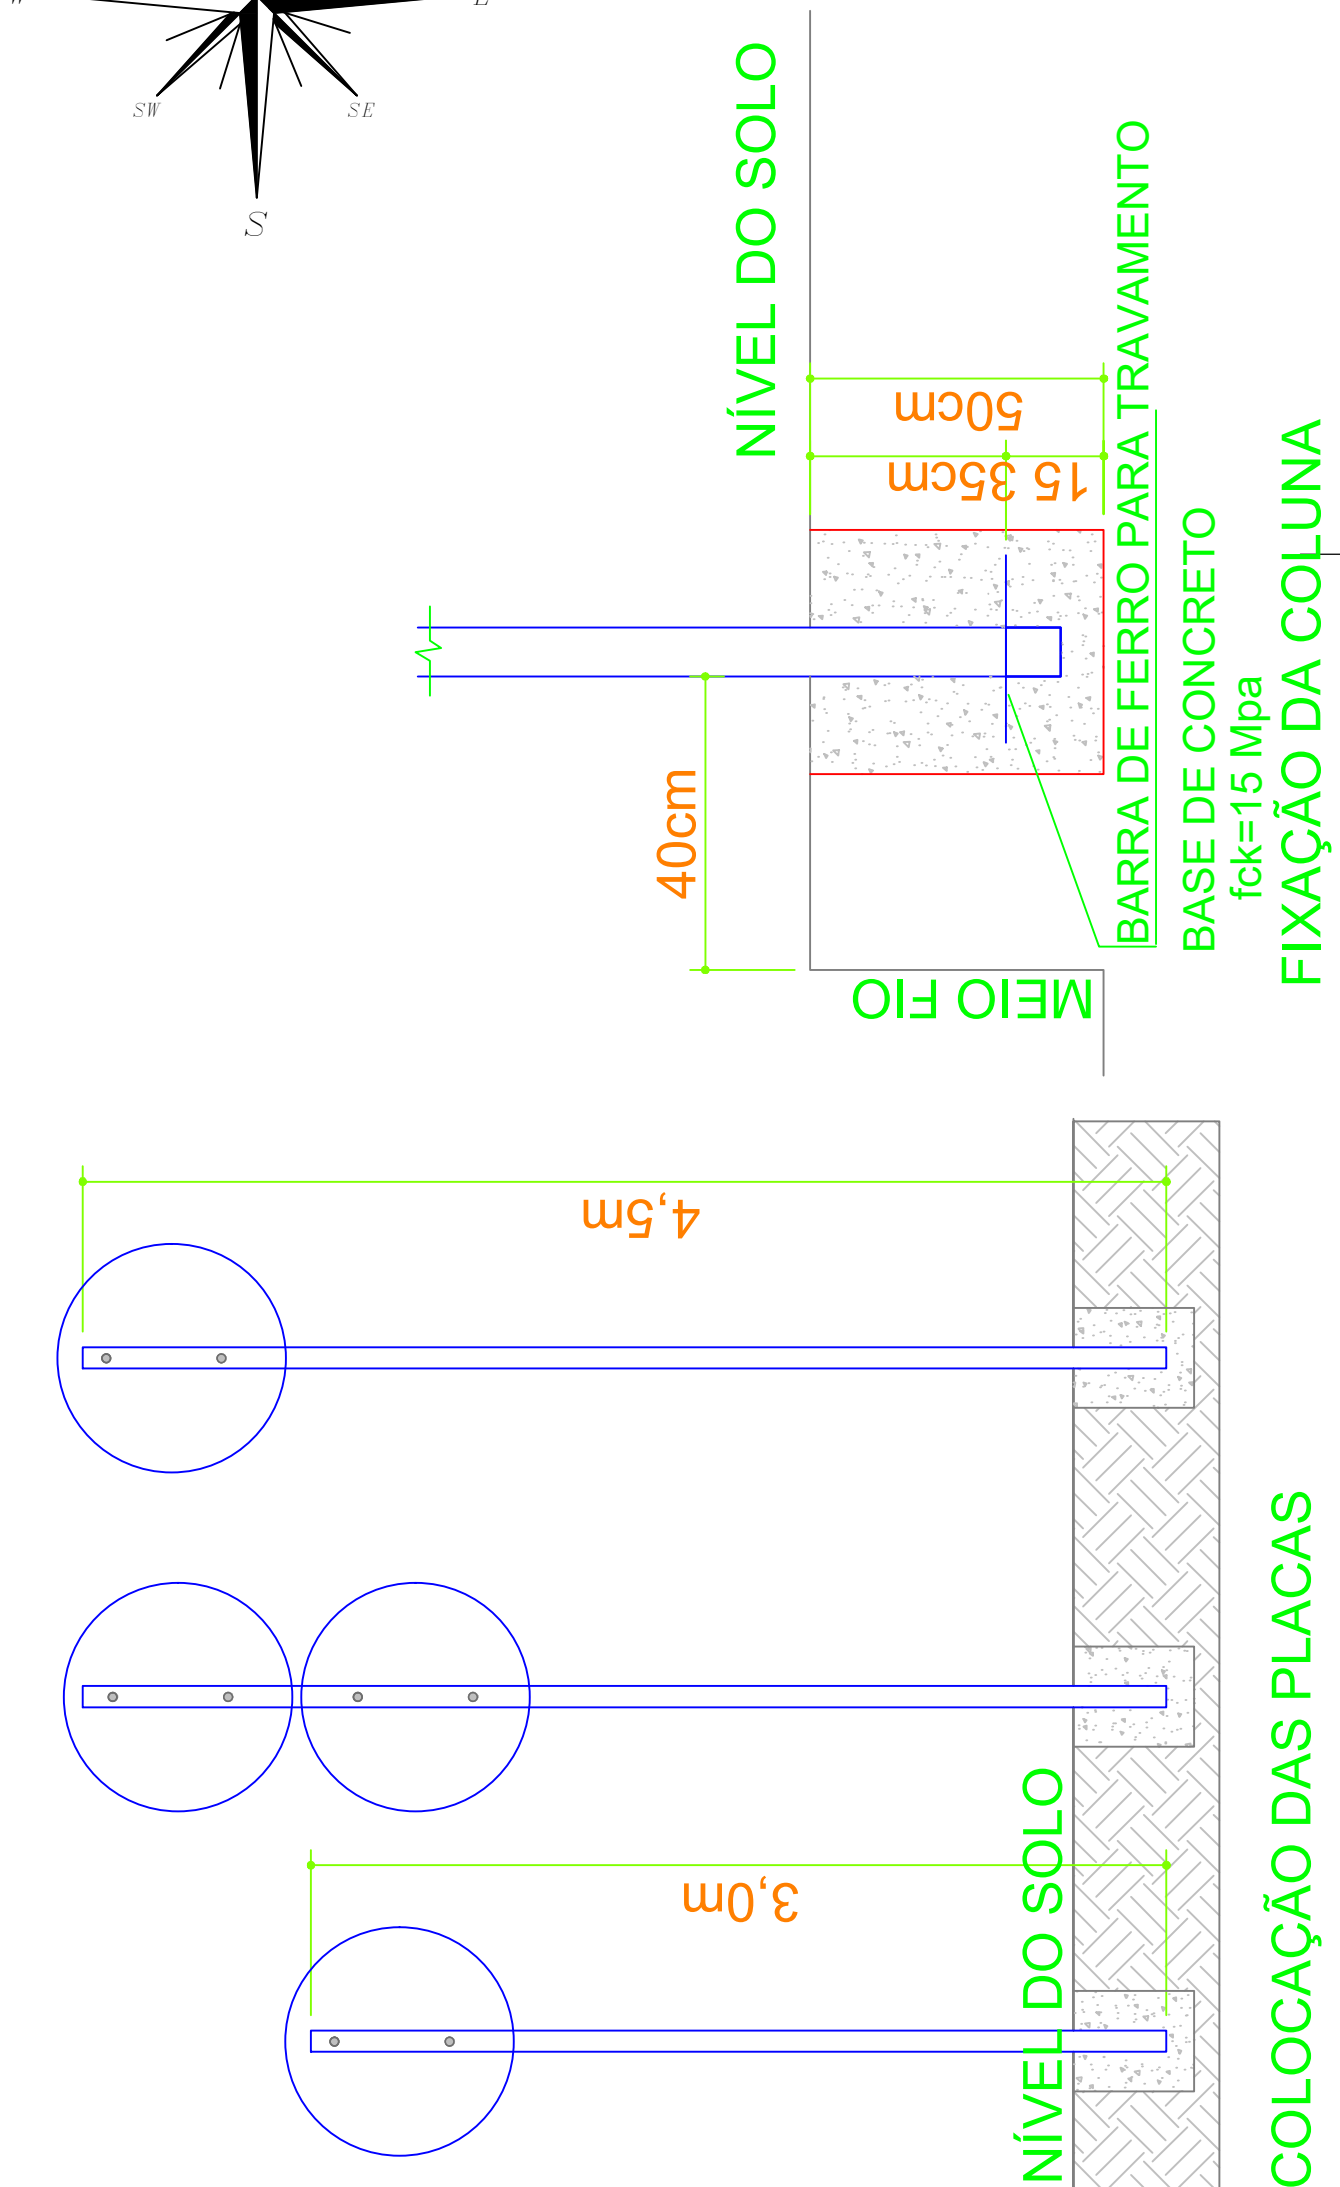 SW
SE
S
NÍVEL DO SOLO
50cm
15 35cm
40cm
BARRA DE FERRO PARA TRAVAMENTO
BASE DE CONCRETO
fck=15 Mpa
FIXAÇÃO DA COLUNA
MEIO FIO
4,5m
3,0m
NÍVEL DO SOLO
COLOCAÇÃO DAS PLACAS